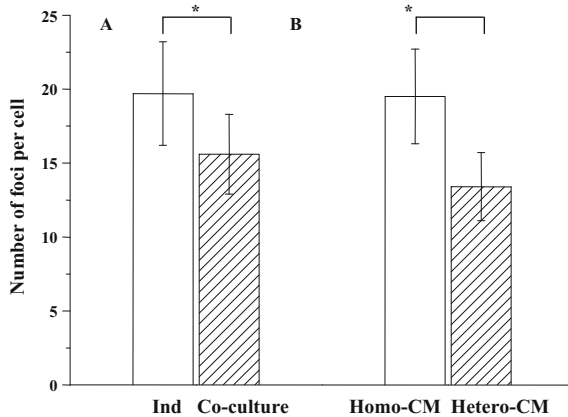 A * B *
Number of foci per cell
25
20
15
10
5
0
Ind Co-culture Homo-CM Hetero-CM